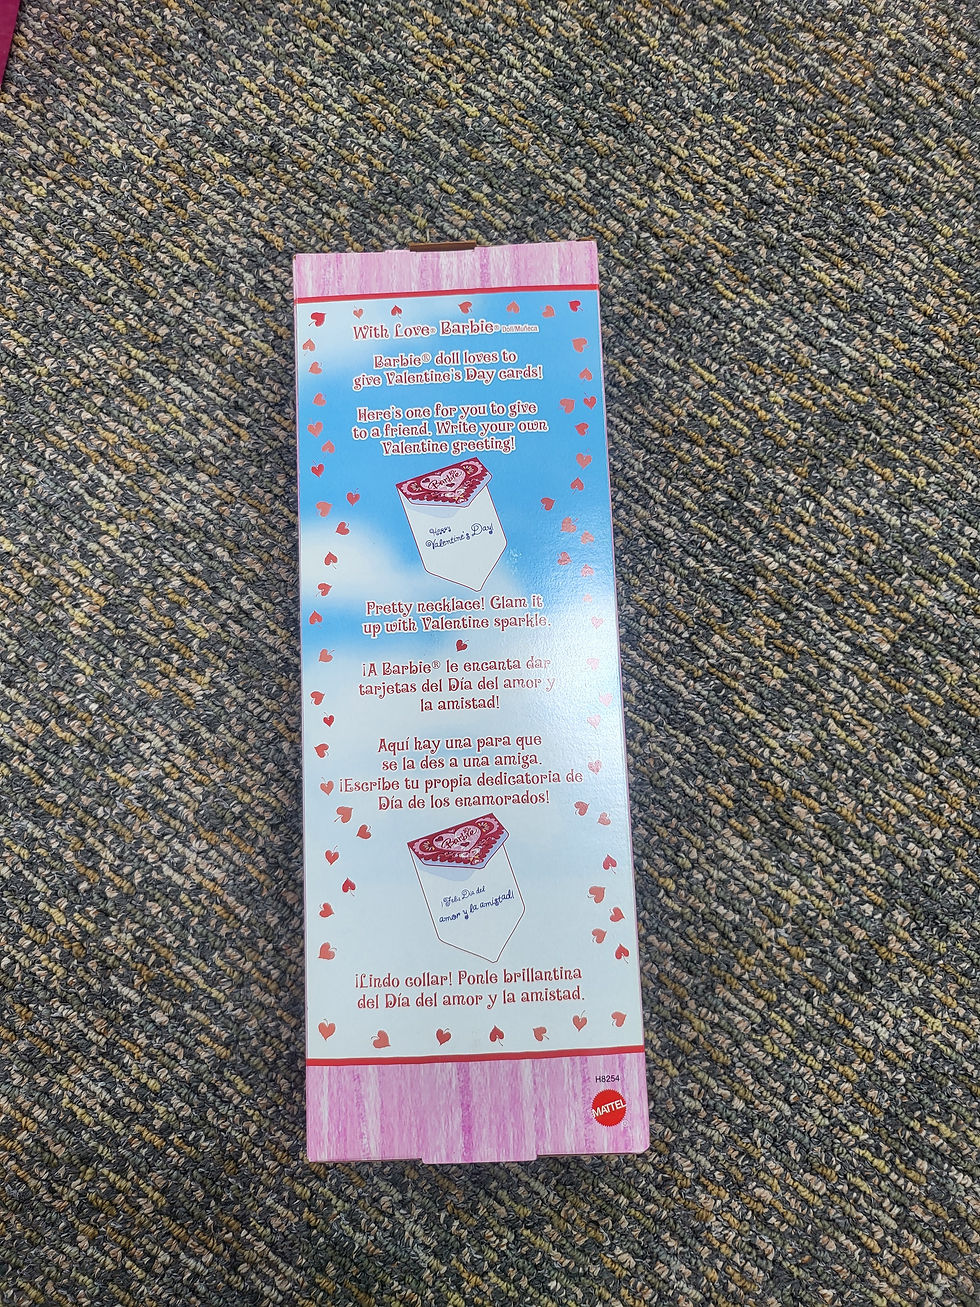 With Love® Barbie® Doll/Muñeca
Barbie® doll loves to
give Valentine's Day cards!
Here's one for you to give
to a friend. Write your own
Valentine greeting!
Barbie
Happy
Valentine's Day!
Pretty necklace! Glam it
up with Valentine sparkle.
¡A Barbie® le encanta dar
tarjetas del Día del amor y
la amistad!
Aquí hay una para que
se la des a una amiga.
¡Escribe tu propia dedicatoria de
Día de los enamorados!
Barbie
¡Feliz Día del
amor y la amistad!
¡Lindo collar! Ponle brillantina
del Día del amor y la amistad.
H8254
MATTEL